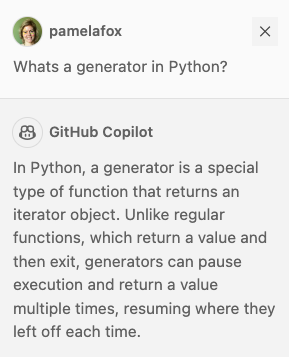 pamelafox
Whats a generator in Python?
GitHub Copilot
In Python, a generator is a special
type of function that returns an
iterator object. Unlike regular
functions, which return a value and
then exit, generators can pause
execution and return a value
multiple times, resuming where they
left off each time.